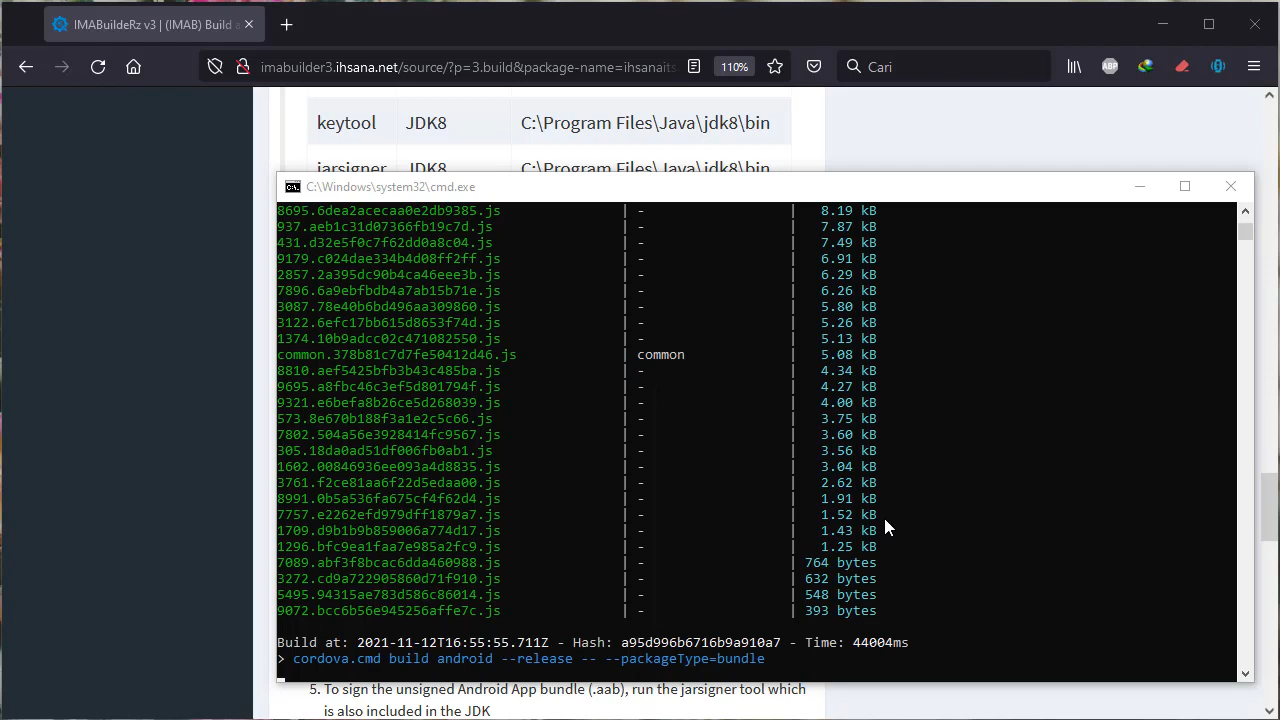 IMABuildeRz v3 | (IMAB) Build a
imabuilder3.ihsana.net/source/?p=3.build&package-name=ihsanaits
110%
Cari
ABP
keytool JDK8 C:\Program Files\Java\jdk8\bin
jarsigner JDK8 C:\Program Files\Java\jdk8\bin
C:\Windows\system32\cmd.exe
8695.6dea2acecaa0e2db9385.js | - | 8.19 kB
937.aeb1c31d07366fb19c7d.js | - | 7.87 kB
431.d32e5f0c7f62dd0a8c04.js | - | 7.49 kB
9179.c024dae334b4d08ff2ff.js | - | 6.91 kB
2857.2a395dc90b4ca46eee3b.js | - | 6.29 kB
7896.6a9ebfbdb4a7ab15b71e.js | - | 6.26 kB
3087.78e40b6bd496aa309860.js | - | 5.80 kB
3122.6efc17bb615d8653f74d.js | - | 5.26 kB
1374.10b9adcc02c471082550.js | - | 5.13 kB
common.378b81c7d7fe50412d46.js | common | 5.08 kB
8810.aef5425bfb3b43c485ba.js | - | 4.34 kB
9695.a8fbc46c3ef5d801794f.js | - | 4.27 kB
9321.e6befa8b26ce5d268039.js | - | 4.00 kB
573.8e670b188f3a1e2c5c66.js | - | 3.75 kB
7802.504a56e3928414fc9567.js | - | 3.60 kB
305.18da0ad51df006fb0ab1.js | - | 3.56 kB
1602.00846936ee093a4d8835.js | - | 3.04 kB
3761.f2ce81aa6f22d5edaa00.js | - | 2.62 kB
8991.0b5a536fa675cf4f62d4.js | - | 1.91 kB
7757.e2262efd979dff1879a7.js | - | 1.52 kB
1709.d9b1b9b859006a774d17.js | - | 1.43 kB
1296.bfc9ea1faa7e985a2fc9.js | - | 1.25 kB
7089.abf3f8bcac6dda460988.js | - | 764 bytes
3272.cd9a722905860d71f910.js | - | 632 bytes
5495.94315ae783d586c86014.js | - | 548 bytes
9072.bcc6b56e945256affe7c.js | - | 393 bytes
Build at: 2021-11-12T16:55:55.711Z - Hash: a95d996b6716b9a910a7 - Time: 44004ms
> cordova.cmd build android --release -- --packageType=bundle
5. To sign the unsigned Android App bundle (.aab), run the jarsigner tool which
is also included in the JDK